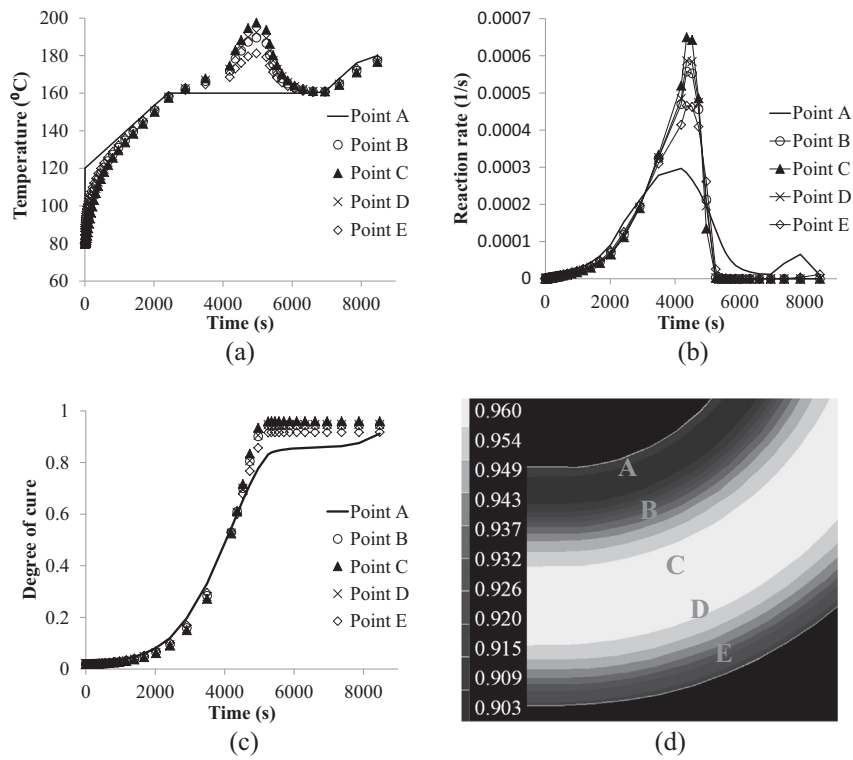 200
180
160
140
120
100
80
60
Temperature (⁰C)
0 2000 4000 6000 8000
Time (s)
Point A
Point B
Point C
Point D
Point E
(a)
0.0007
0.0006
0.0005
0.0004
0.0003
0.0002
0.0001
0
Reaction rate (1/s)
0 2000 4000 6000 8000
Time (s)
Point A
Point B
Point C
Point D
Point E
(b)
1
0.8
0.6
0.4
0.2
0
Degree of cure
0 2000 4000 6000 8000
Time (s)
Point A
Point B
Point C
Point D
Point E
(c)
0.960
0.954
0.949
0.943
0.937
0.932
0.926
0.920
0.915
0.909
0.903
A
B
C
D
E
(d)